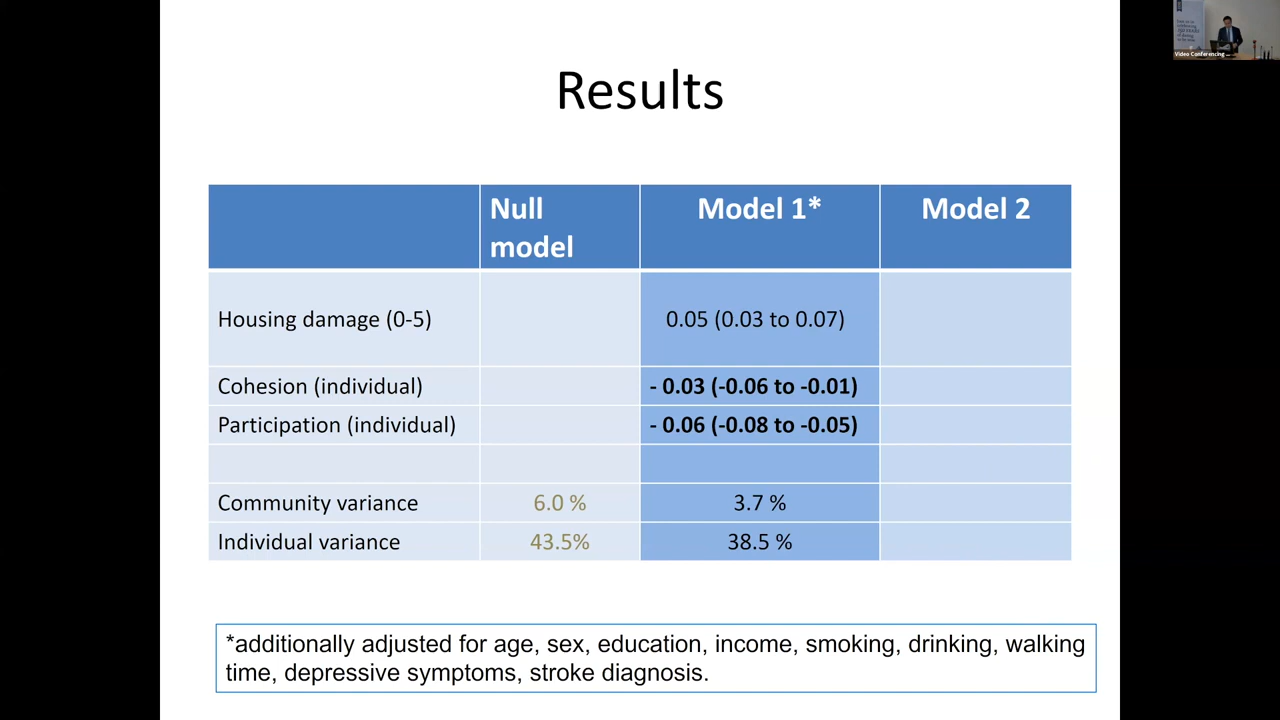 Results
Null
model
Model 1*
Model 2
Housing damage (0-5)
0.05 (0.03 to 0.07)
Cohesion (individual)
- 0.03 (-0.06 to -0.01)
Participation (individual)
- 0.06 (-0.08 to -0.05)
Community variance
6.0 %
3.7 %
Individual variance
43.5%
38.5 %
*additionally adjusted for age, sex, education, income, smoking, drinking, walking
time, depressive symptoms, stroke diagnosis.
Video Conferencing ...